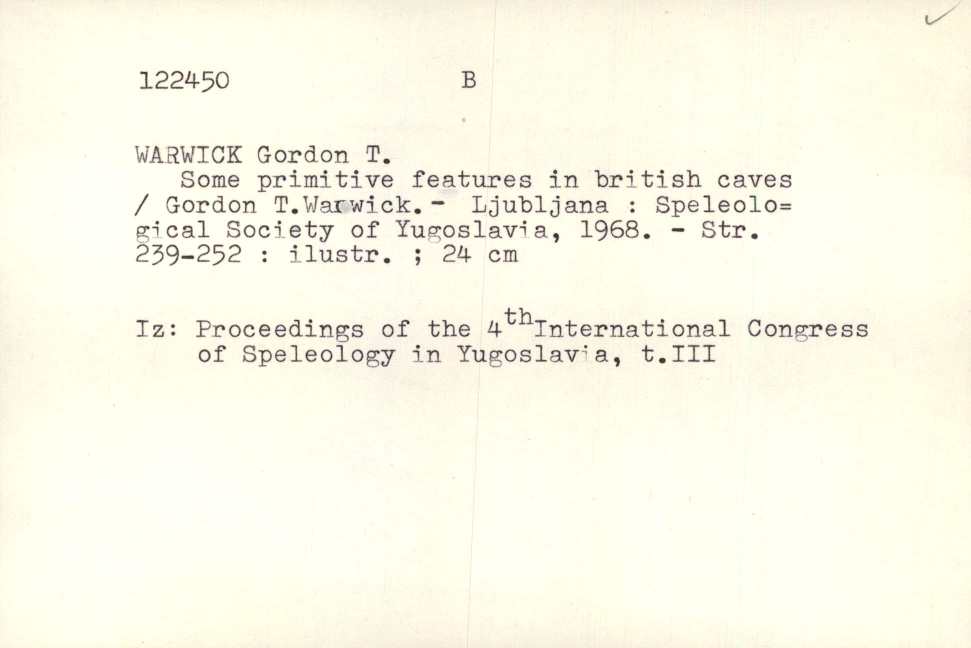 122450 B
WARWICK Gordon T.
Some primitive features in british caves
/ Gordon T.Warwick.- Ljubljana : Speleolo=
gical Society of Yugoslavia, 1968. - Str.
239-252 : ilustr. ; 24 cm
Iz: Proceedings of the 4th International Congress
of Speleology in Yugoslavia, t.III